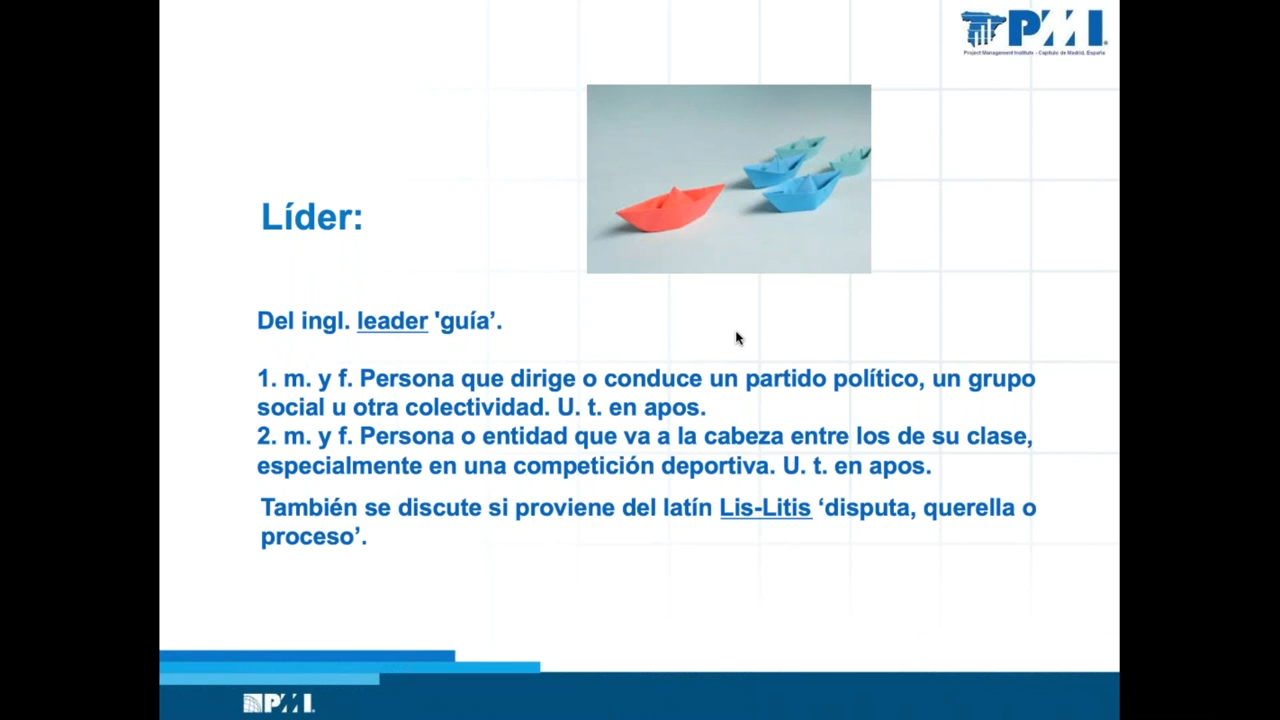 PMI
Project Management Institute - Capítulo de Madrid, España
Líder:
Del ingl. leader 'guía’.
1. m. y f. Persona que dirige o conduce un partido político, un grupo
social u otra colectividad. U. t. en apos.
2. m. y f. Persona o entidad que va a la cabeza entre los de su clase,
especialmente en una competición deportiva. U. t. en apos.
También se discute si proviene del latín Lis-Litis ‘disputa, querella o
proceso’.
PMI